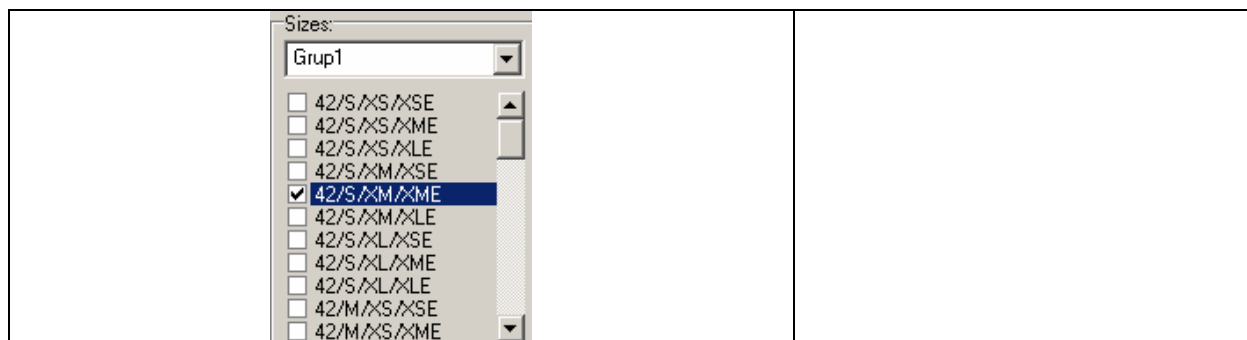 Sizes:
Grup1
42/S/XS/XSE
42/S/XS/XME
42/S/XS/XLE
42/S/XM/XSE
42/S/XM/XME
42/S/XM/XLE
42/S/XL/XSE
42/S/XL/XME
42/S/XL/XLE
42/M/XS/XSE
42/M/XS/XME